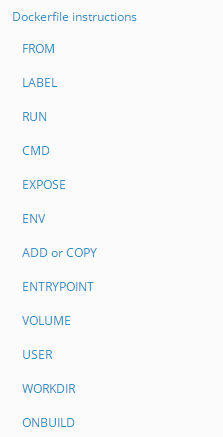 Dockerfile instructions
FROM
LABEL
RUN
CMD
EXPOSE
ENV
ADD or COPY
ENTRYPOINT
VOLUME
USER
WORKDIR
ONBUILD